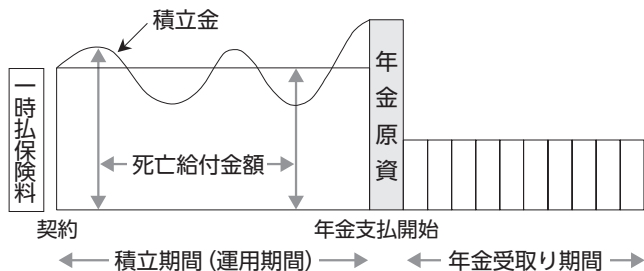 積立金
一時払保険料
年金原資
死亡給付金額
契約
年金支払開始
積立期間（運用期間）
年金受取り期間